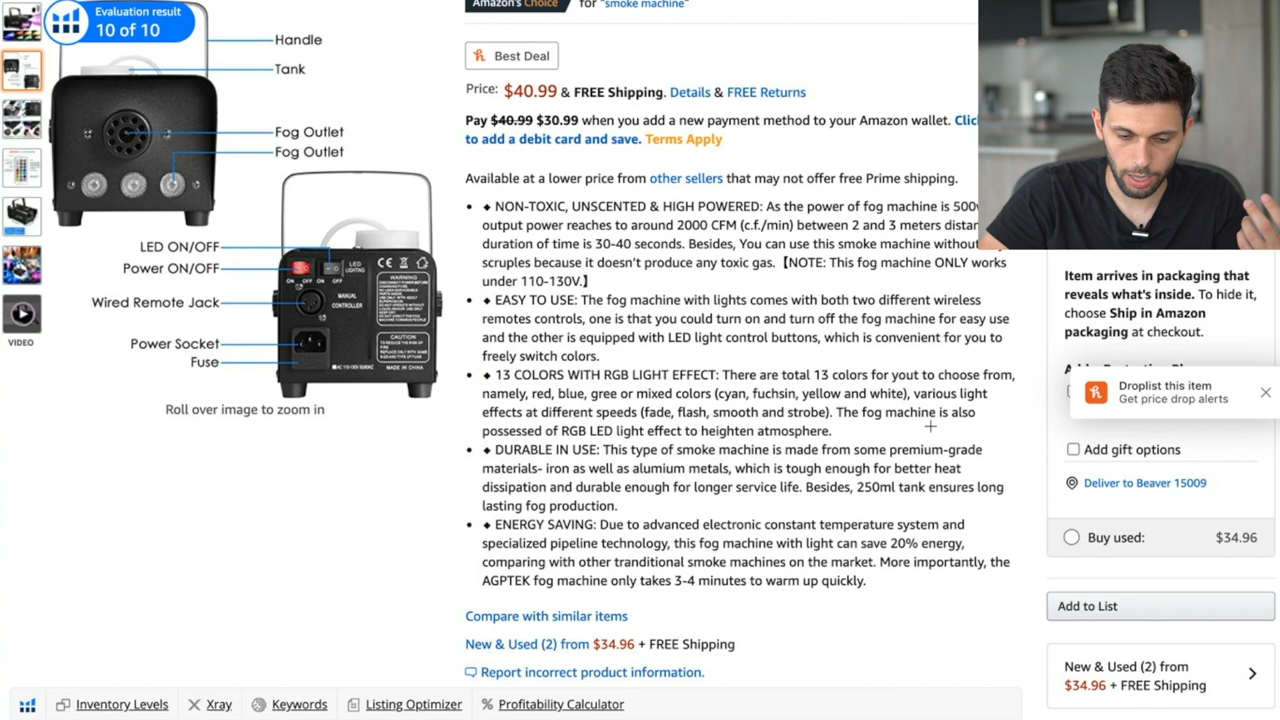 Evaluation result
10 of 10
Handle
Tank
Fog Outlet
Fog Outlet
LED ON/OFF
Power ON/OFF
Wired Remote Jack
Power Socket
Fuse
LED
LIGHTING
ON OFF ON OFF
MANUAL
CONTROLLER
WARNING
CAUTION
MADE IN CHINA
Roll over image to zoom in
VIDEO
Amazon's Choice for "smoke machine"
Best Deal
Price: $40.99 & FREE Shipping. Details & FREE Returns
Pay $40.99 $30.99 when you add a new payment method to your Amazon wallet. Clic
to add a debit card and save. Terms Apply
Available at a lower price from other sellers that may not offer free Prime shipping.
• ◆ NON-TOXIC, UNSCENTED & HIGH POWERED: As the power of fog machine is 500
output power reaches to around 2000 CFM (c.f./min) between 2 and 3 meters distan
duration of time is 30-40 seconds. Besides, You can use this smoke machine without
scruples because it doesn't produce any toxic gas.【NOTE: This fog machine ONLY works
under 110-130V.】
• ◆ EASY TO USE: The fog machine with lights comes with both two different wireless
remotes controls, one is that you could turn on and turn off the fog machine for easy use
and the other is equipped with LED light control buttons, which is convenient for you to
freely switch colors.
• ◆ 13 COLORS WITH RGB LIGHT EFFECT: There are total 13 colors for yout to choose from,
namely, red, blue, gree or mixed colors (cyan, fuchsin, yellow and white), various light
effects at different speeds (fade, flash, smooth and strobe). The fog machine is also
possessed of RGB LED light effect to heighten atmosphere.
• ◆ DURABLE IN USE: This type of smoke machine is made from some premium-grade
materials- iron as well as alumium metals, which is tough enough for better heat
dissipation and durable enough for longer service life. Besides, 250ml tank ensures long
lasting fog production.
• ◆ ENERGY SAVING: Due to advanced electronic constant temperature system and
specialized pipeline technology, this fog machine with light can save 20% energy,
comparing with other tranditional smoke machines on the market. More importantly, the
AGPTEK fog machine only takes 3-4 minutes to warm up quickly.
Compare with similar items
New & Used (2) from $34.96 + FREE Shipping
Report incorrect product information.
Item arrives in packaging that
reveals what's inside. To hide it,
choose Ship in Amazon
packaging at checkout.
Droplist this item
Get price drop alerts
Add gift options
Deliver to Beaver 15009
Buy used: $34.96
Add to List
New & Used (2) from
$34.96 + FREE Shipping
Inventory Levels
Xray
Keywords
Listing Optimizer
Profitability Calculator